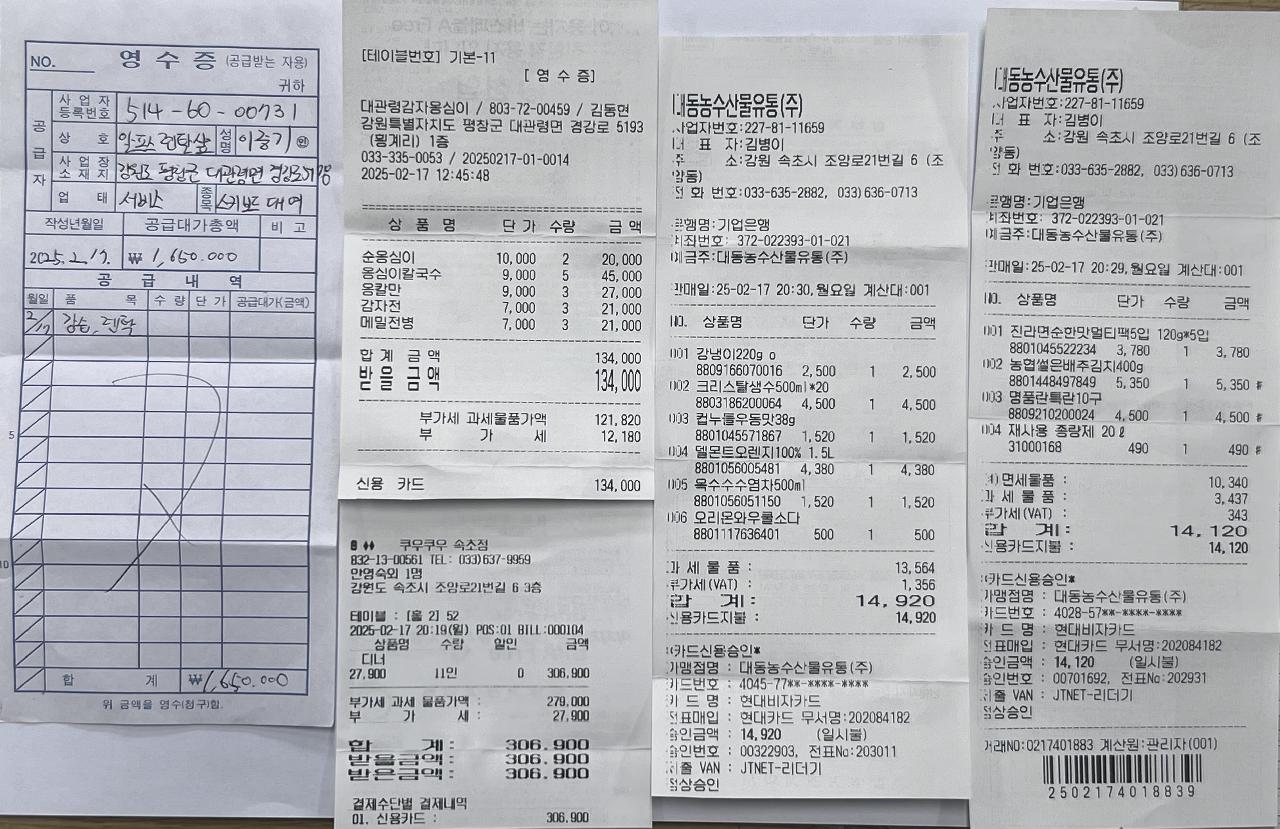 NO. 영 수 증 (공급받는 자용)
귀하
공급자
사업자등록번호 514-60-00731
상 호 알프스렌탈샵 성명 이종기 ㊞
사업장소재지 강원도 평창군 대관령면
업 태 서비스 종목 스키보드 대여
작성년월일 공급대가총액 비 고
2025. 2. 17. ₩ 1,650.000
공 급 내 역
월일 품 목 수 량 단 가 공급대가(금액)
2/17 강습, 렌탈
5
10
합 계 ₩1,650.000
위 금액을 영수(청구)함.
[테이블번호] 기본-11
[ 영수증]
대관령감자옹심이 / 803-72-00459 / 김동현
강원특별자치도 평창군 대관령면 경강로 5193
(횡계리) 1층
033-335-0053 / 20250217-01-0014
2025-02-17 12:45:48
상 품 명 단 가 수량 금 액
순옹심이 10,000 2 20,000
옹심이칼국수 9,000 5 45,000
옹칼만 9,000 3 27,000
감자전 7,000 3 21,000
메밀전병 7,000 3 21,000
합 계 금 액 134,000
받을 금액 134,000
부가세 과세물품가액 121,820
부 가 세 12,180
신용 카드 134,000
쿠우쿠우 속초점
832-13-00561 TEL: 033)637-9959
안영숙외 1명
강원도 속초시 조양로21번길 6 3층
테이블 : [홀 2] 52
2025-02-17 20:19(월) POS:01 BILL:000104
상품명 수량 할인 금액
디너
27,900 11인 0 306,900
부가세 과세 물품가액 : 279,000
부 가 세 : 27,900
합 계: 306,900
받을금액: 306,900
받은금액: 306,900
결제수단별 결제내역
01. 신용카드 : 306,900
대동농수산물유통(주)
사업자번호:227-81-11659
대 표 자:김병이
주 소:강원 속초시 조양로21번길 6 (조
양동)
전 화 번호:033-635-2882, 033)636-0713
은행명:기업은행
계좌번호: 372-022393-01-021
예금주:대동농수산물유통(주)
판매일:25-02-17 20:30,월요일 계산대:001
NO. 상품명 단가 수량 금액
001 강냉이220g o
8809166070016 2,500 1 2,500
002 크리스탈생수500ml*20
8803186200064 4,500 1 4,500
003 컵누들우동맛38g
8801045571867 1,520 1 1,520
004 델몬트오렌지100% 1.5L
8801056005481 4,380 1 4,380
005 옥수수수염차500ml
8801056051150 1,520 1 1,520
006 오리온와우쿨소다
8801117636401 500 1 500
과 세 물 품 : 13,564
부가세(VAT) : 1,356
합 계: 14,920
신용카드지불 : 14,920
*카드신용승인*
가맹점명 : 대동농수산물유통(주)
카드번호 : 4045-77**-****-****
카 드 명 : 현대비자카드
전표매입 : 현대카드 무서명:202084182
승인금액 : 14,920 (일시불)
승인번호 : 00322903, 전표No:203011
제출 VAN : JTNET-리더기
정상승인
대동농수산물유통(주)
사업자번호:227-81-11659
대 표 자:김병이
주 소:강원 속초시 조양로21번길 6 (조
양동)
전 화 번호:033-635-2882, 033)636-0713
은행명:기업은행
계좌번호: 372-022393-01-021
예금주:대동농수산물유통(주)
판매일:25-02-17 20:29,월요일 계산대:001
NO. 상품명 단가 수량 금액
001 진라면순한맛멀티팩5입 120g*5입
8801045522234 3,780 1 3,780
002 농협썰은배추김치400g
8801448497849 5,350 1 5,350 #
003 명품란특란10구
8809210200024 4,500 1 4,500 #
004 재사용 종량제 20ℓ
31000168 490 1 490 #
(#)면세물품 : 10,340
과 세 물 품 : 3,437
부가세(VAT) : 343
합 계: 14,120
신용카드지불 : 14,120
*카드신용승인*
가맹점명 : 대동농수산물유통(주)
카드번호 : 4028-57**-****-****
카 드 명 : 현대비자카드
전표매입 : 현대카드 무서명:202084182
승인금액 : 14,120 (일시불)
승인번호 : 00701692, 전표No:202931
제출 VAN : JTNET-리더기
정상승인
거래NO:0217401883 계산원:관리자(001)
2502174018839